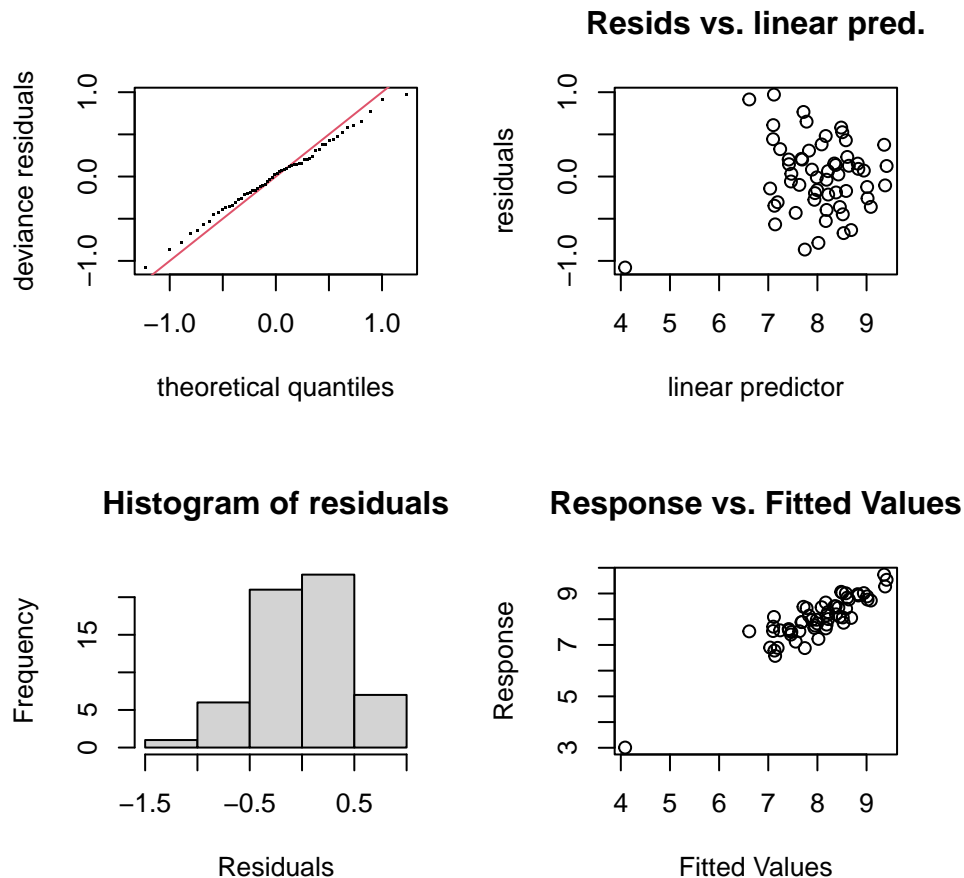 deviance residuals
−1.0 0.0 1.0
−1.0 0.0 1.0
theoretical quantiles
Resids vs. linear pred.
residuals
−1.0 0.0 1.0
4 5 6 7 8 9
linear predictor
Histogram of residuals
Frequency
0 5 15
−1.5 −0.5 0.5
Residuals
Response vs. Fitted Values
Response
3 5 7 9
4 5 6 7 8 9
Fitted Values